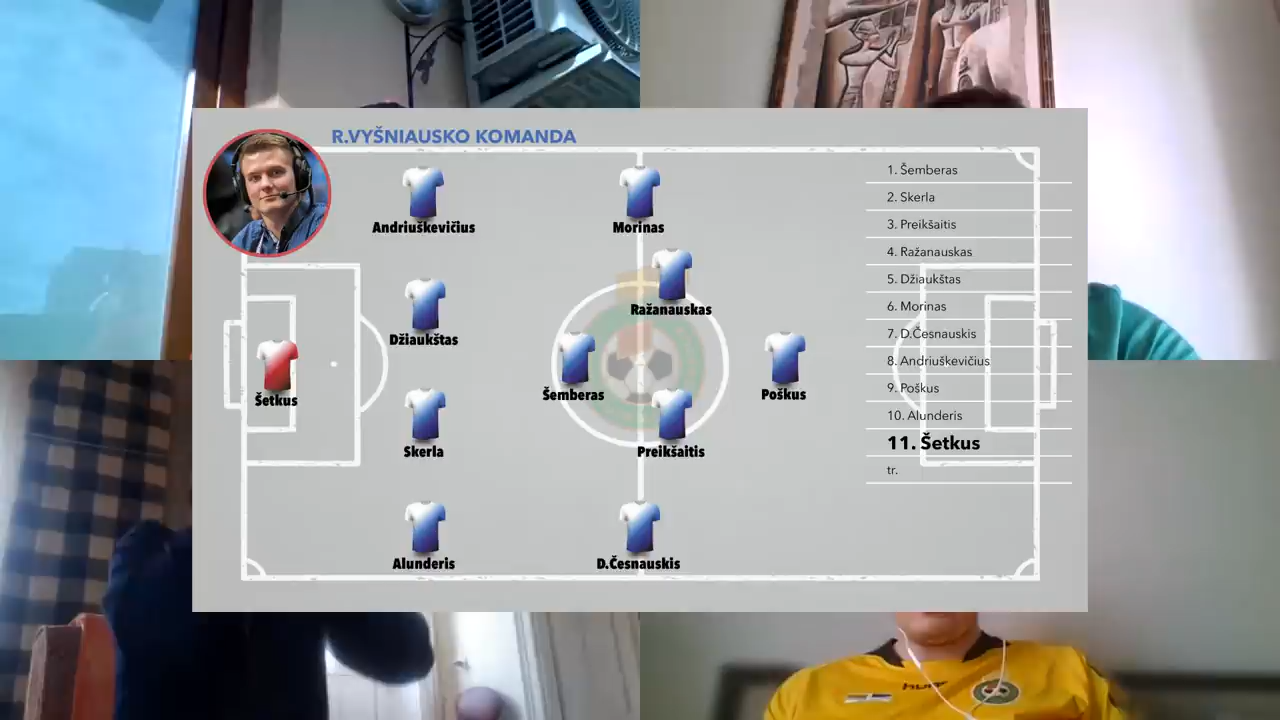 R.VYŠNIAUSKO KOMANDA
Andriuškevičius
Morinas
Ražanauskas
Džiaukštas
Šetkus
Šemberas
Poškus
Skerla
Preikšaitis
Alunderis
D.Česnauskis
1. Šemberas
2. Skerla
3. Preikšaitis
4. Ražanauskas
5. Džiaukštas
6. Morinas
7. D.Česnauskis
8. Andriuškevičius
9. Poškus
10. Alunderis
11. Šetkus
tr.